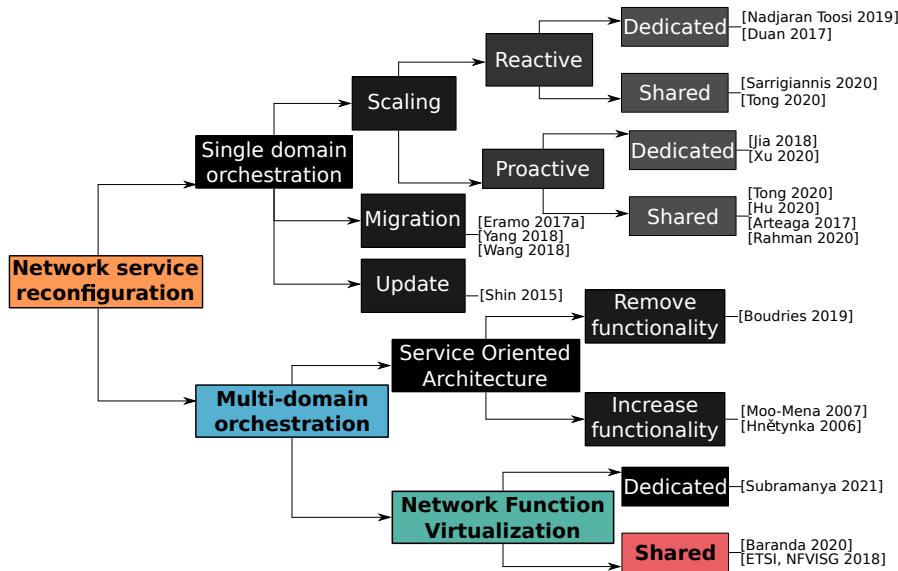 Network service
reconfiguration
Single domain
orchestration
Scaling
Reactive
Dedicated
[Nadjaran Toosi 2019]
[Duan 2017]
Shared
[Sarrigiannis 2020]
[Tong 2020]
Proactive
Dedicated
[Jia 2018]
[Xu 2020]
Shared
[Tong 2020]
[Hu 2020]
[Arteaga 2017]
[Rahman 2020]
Migration
[Eramo 2017a]
[Yang 2018]
[Wang 2018]
Update
[Shin 2015]
Multi-domain
orchestration
Service Oriented
Architecture
Remove
functionality
[Boudries 2019]
Increase
functionality
[Moo-Mena 2007]
[Hnětynka 2006]
Network Function
Virtualization
Dedicated
[Subramanya 2021]
Shared
[Baranda 2020]
[ETSI, NFVISG 2018]